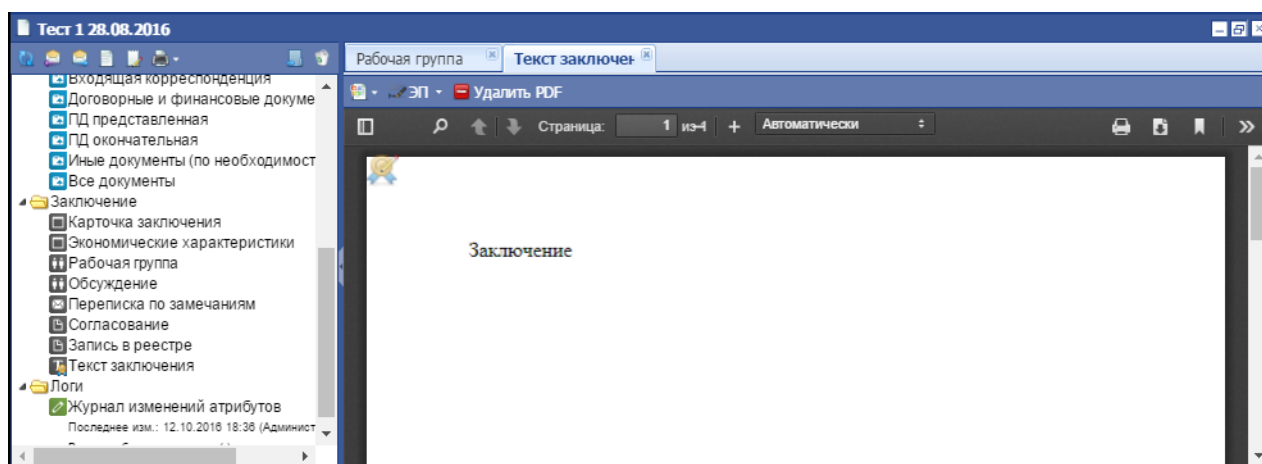 Тест 1 28.08.2016
Рабочая группа
Текст заключен
ЭП
Удалить PDF
Страница: 1 из 4
Автоматически
Входящая корреспонденция
Договорные и финансовые докуме
ПД представленная
ПД окончательная
Иные документы (по необходимост
Все документы
Заключение
Карточка заключения
Экономические характеристики
Рабочая группа
Обсуждение
Переписка по замечаниям
Согласование
Запись в реестре
Текст заключения
Логи
Журнал изменений атрибутов
Последнее изм.: 12.10.2016 18:36 (Админист
Заключение